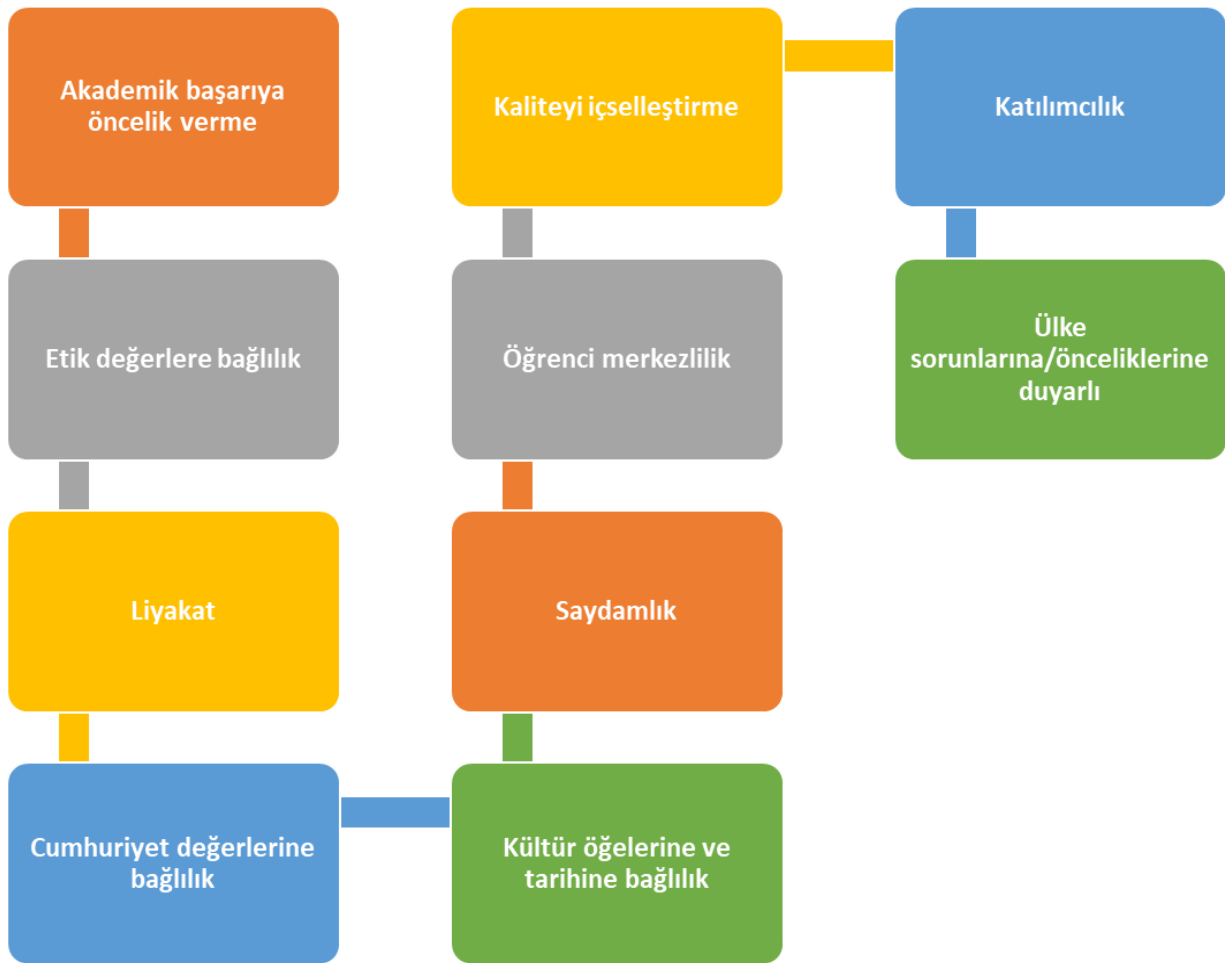 Akademik başarıya
öncelik verme
Etik değerlere bağlılık
Liyakat
Cumhuriyet değerlerine
bağlılık
Kültür öğelerine ve
tarihine bağlılık
Saydamlık
Öğrenci merkezlilik
Kaliteyi içselleştirme
Katılımcılık
Ülke
sorunlarına/önceliklerine
duyarlı